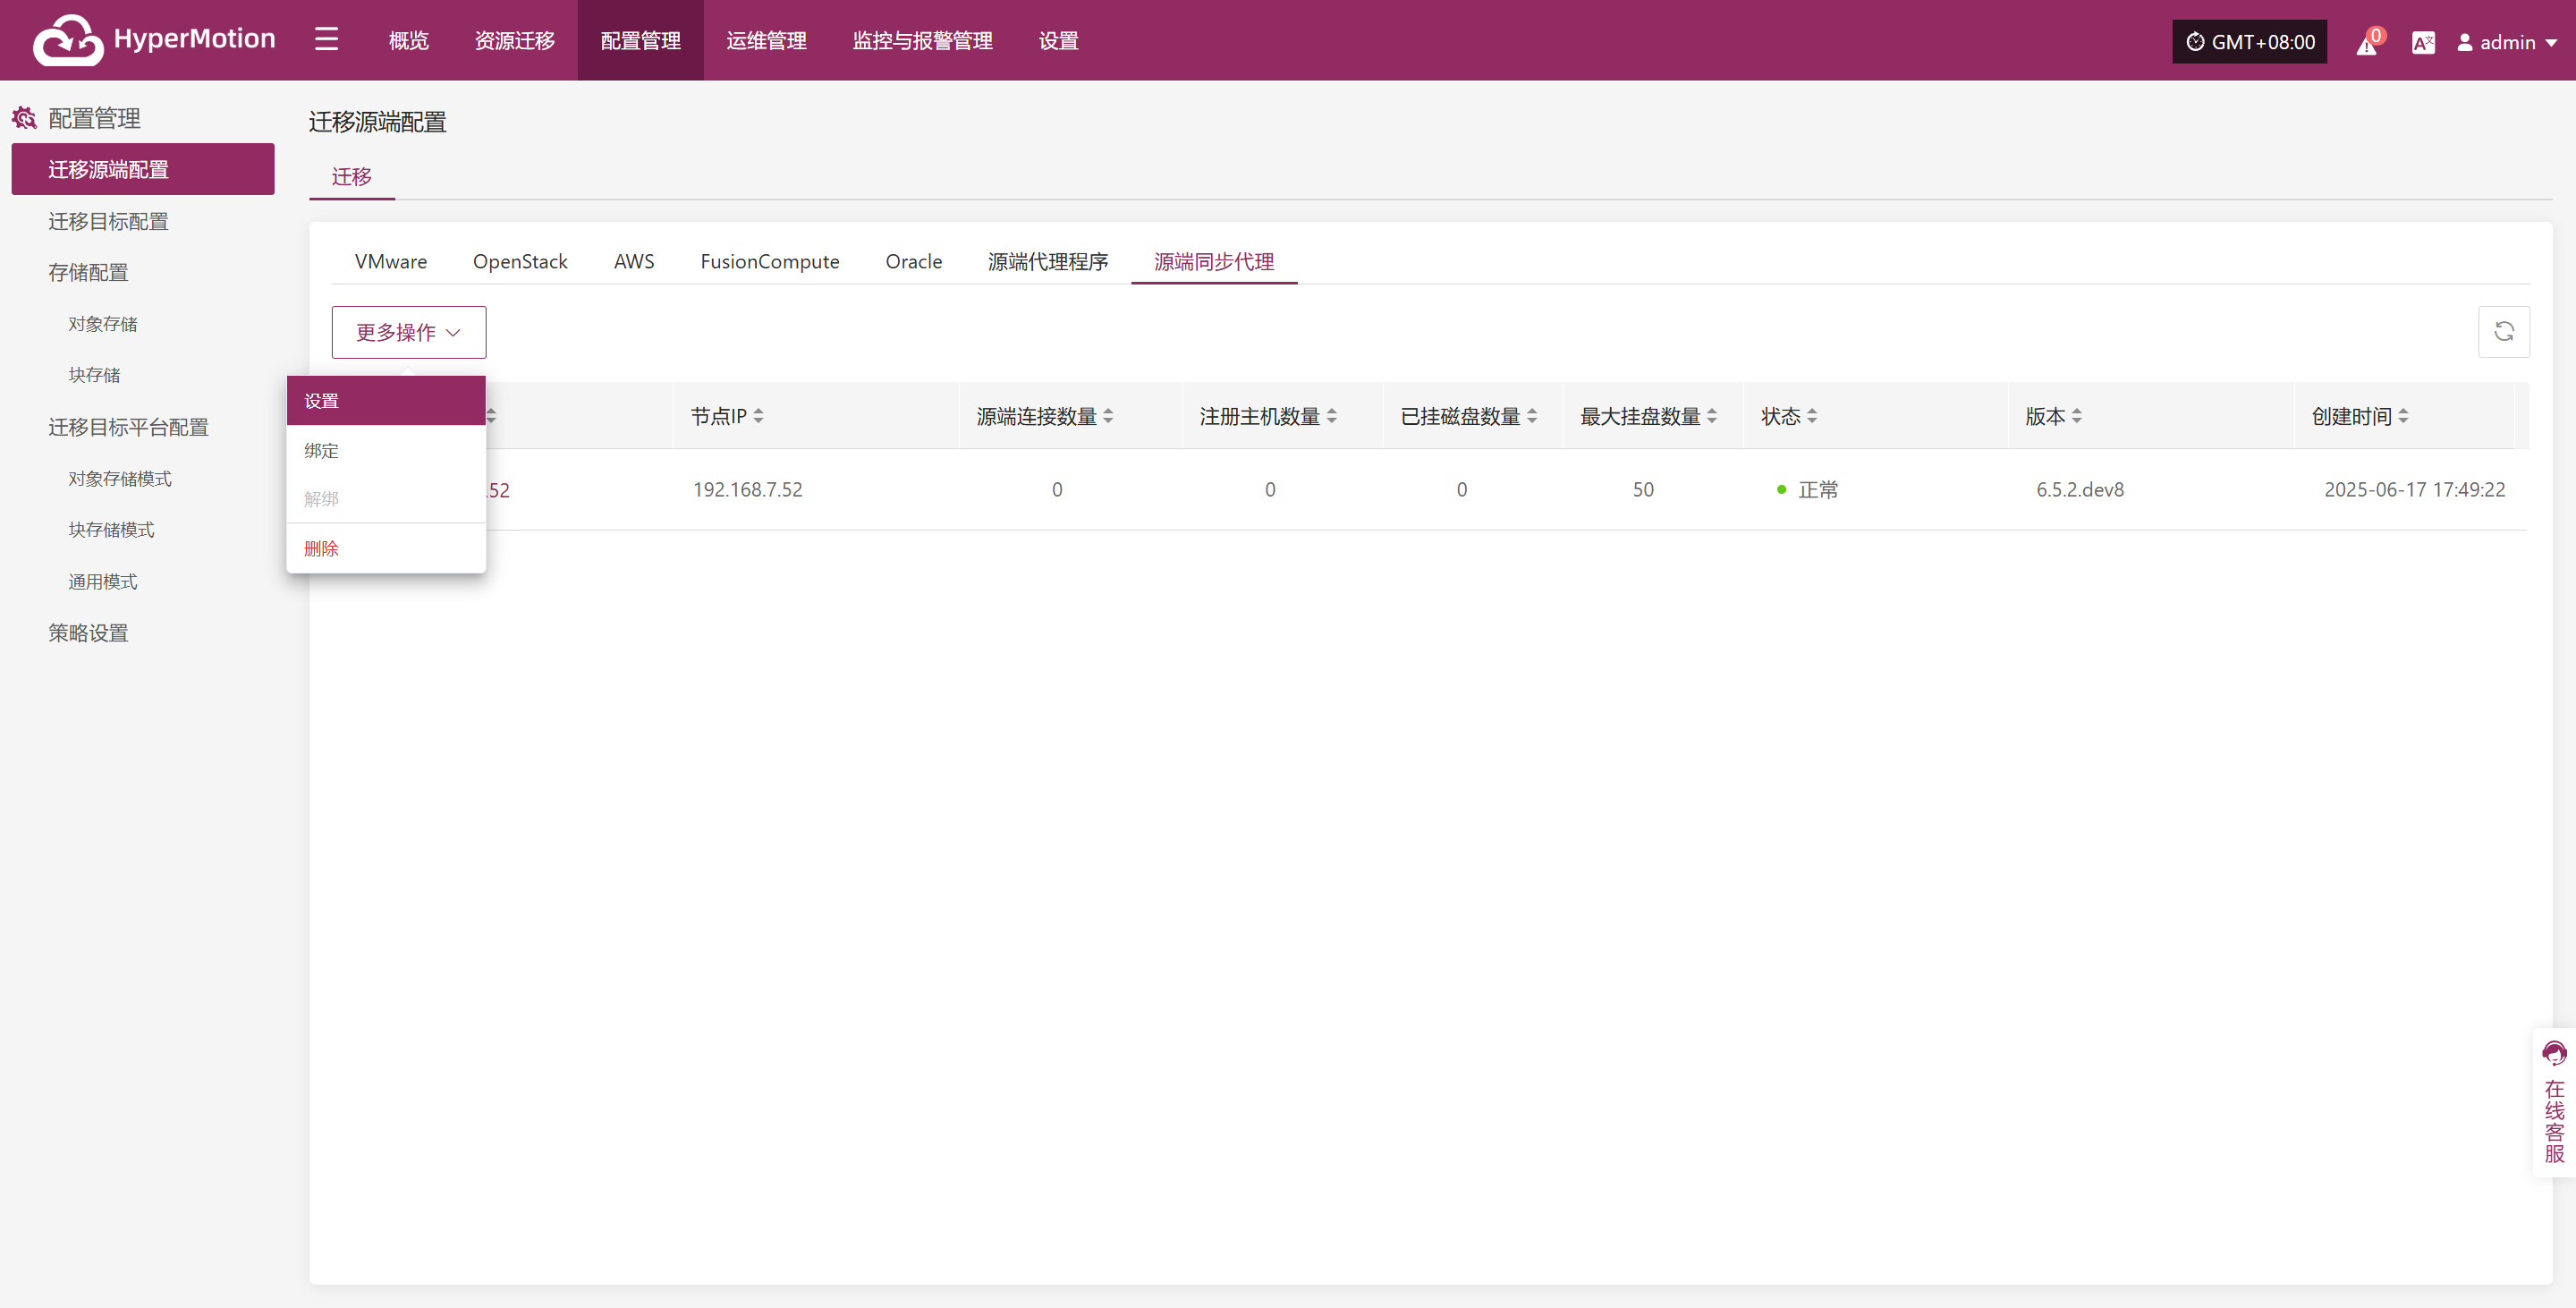 HyperMotion 概览 资源迁移 配置管理 运维管理 监控与报警管理 设置 GMT+08:00 0 A文 admin
配置管理
迁移源端配置
迁移目标配置
存储配置
对象存储
块存储
迁移目标平台配置
对象存储模式
块存储模式
通用模式
策略设置
迁移源端配置
迁移
VMware OpenStack AWS FusionCompute Oracle 源端代理程序 源端同步代理
更多操作
设置
绑定
解绑
删除
节点IP 源端连接数量 注册主机数量 已挂磁盘数量 最大挂盘数量 状态 版本 创建时间
.52 192.168.7.52 0 0 0 50 正常 6.5.2.dev8 2025-06-17 17:49:22
在线客服